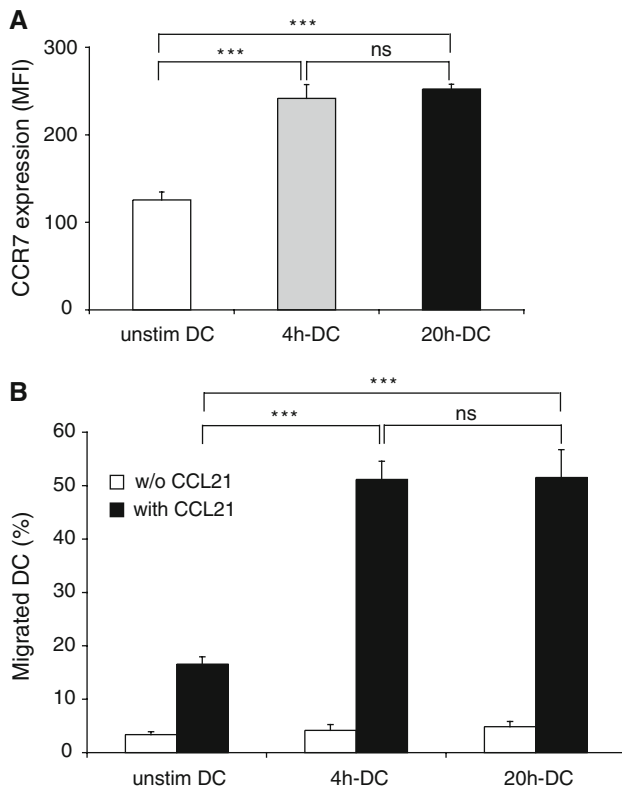 A
***
***
ns
300
200
100
0
CCR7 expression (MFI)
unstim DC
4h-DC
20h-DC
B
***
***
ns
60
50
40
30
20
10
0
Migrated DC (%)
w/o CCL21
with CCL21
unstim DC
4h-DC
20h-DC